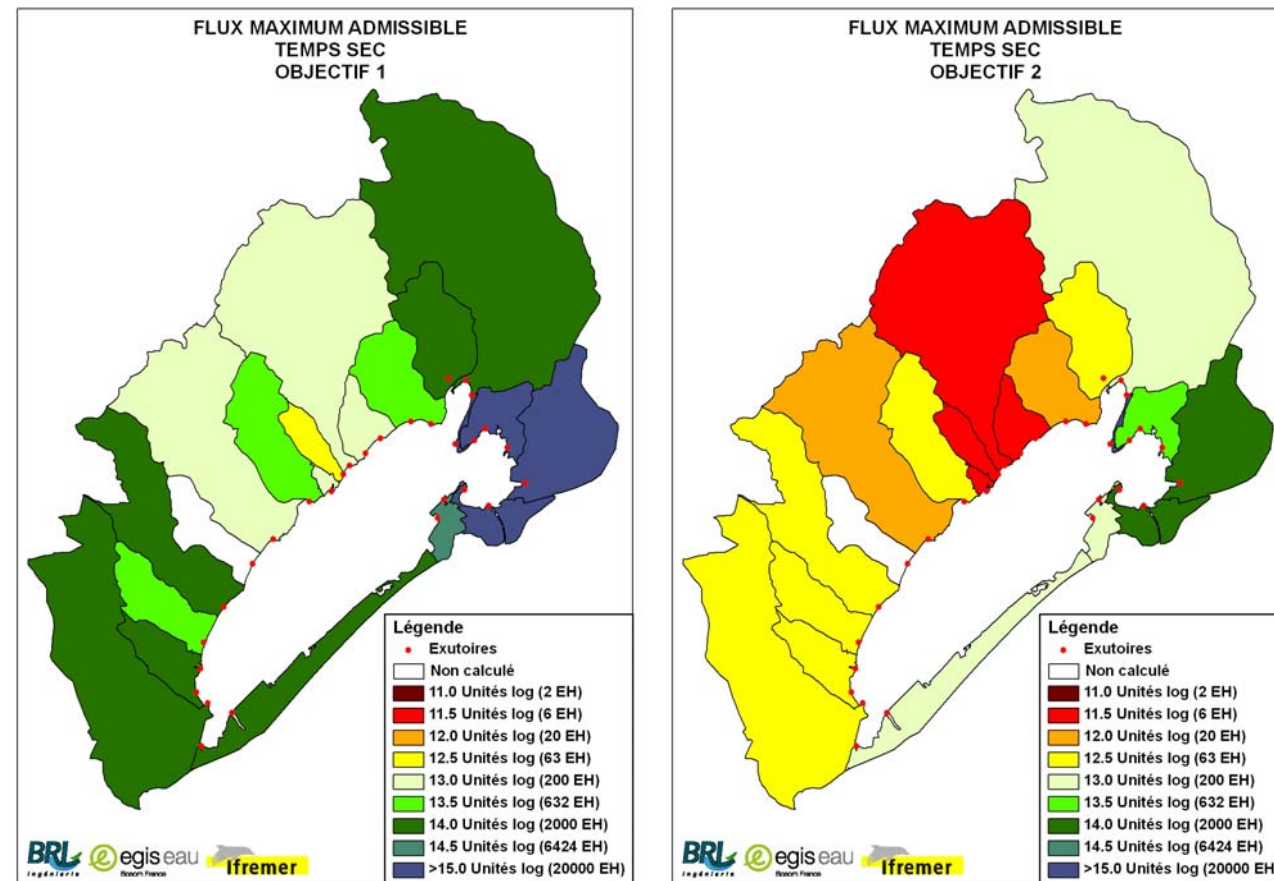 FLUX MAXIMUM ADMISSIBLE
TEMPS SEC
OBJECTIF 1
Légende
Exutoires
Non calculé
11.0 Unités log (2 EH)
11.5 Unités log (6 EH)
12.0 Unités log (20 EH)
12.5 Unités log (63 EH)
13.0 Unités log (200 EH)
13.5 Unités log (632 EH)
14.0 Unités log (2000 EH)
14.5 Unités log (6424 EH)
>15.0 Unités log (20000 EH)
BRL
ingénierie
egis eau
Ifremer
FLUX MAXIMUM ADMISSIBLE
TEMPS SEC
OBJECTIF 2
Légende
Exutoires
Non calculé
11.0 Unités log (2 EH)
11.5 Unités log (6 EH)
12.0 Unités log (20 EH)
12.5 Unités log (63 EH)
13.0 Unités log (200 EH)
13.5 Unités log (632 EH)
14.0 Unités log (2000 EH)
14.5 Unités log (6424 EH)
>15.0 Unités log (20000 EH
BRL
ingénierie
egis eau
Ifremer